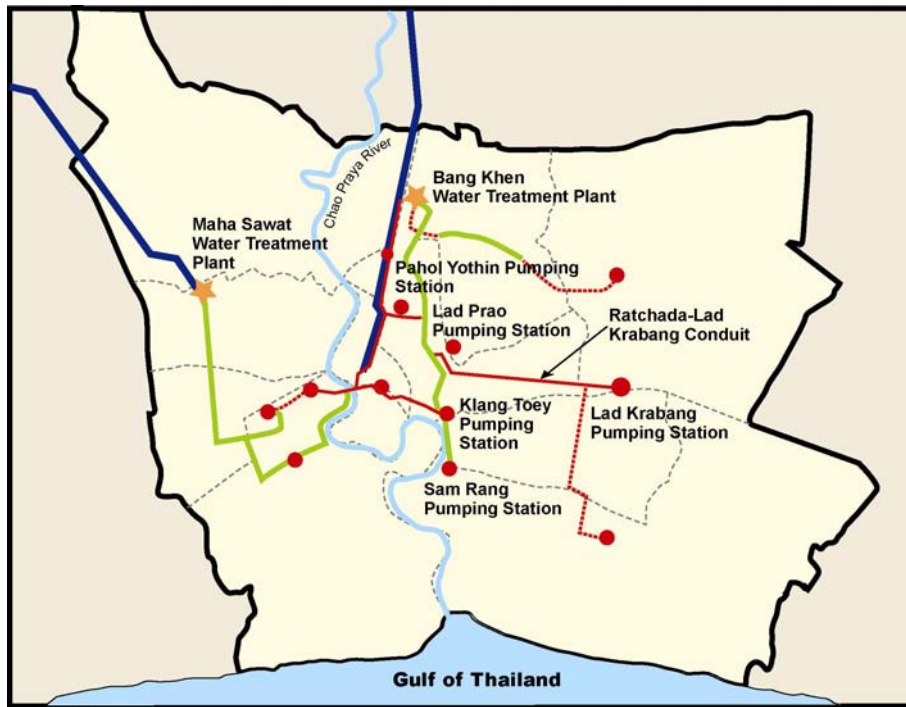 Chao Praya River
Bang Khen
Water Treatment Plant
Maha Sawat
Water Treatment
Plant
Pahol Yothin Pumping
Station
Lad Prao
Pumping Station
Ratchada-Lad
Krabang Conduit
Klang Toey
Pumping
Station
Lad Krabang
Pumping Station
Sam Rang
Pumping Station
Gulf of Thailand